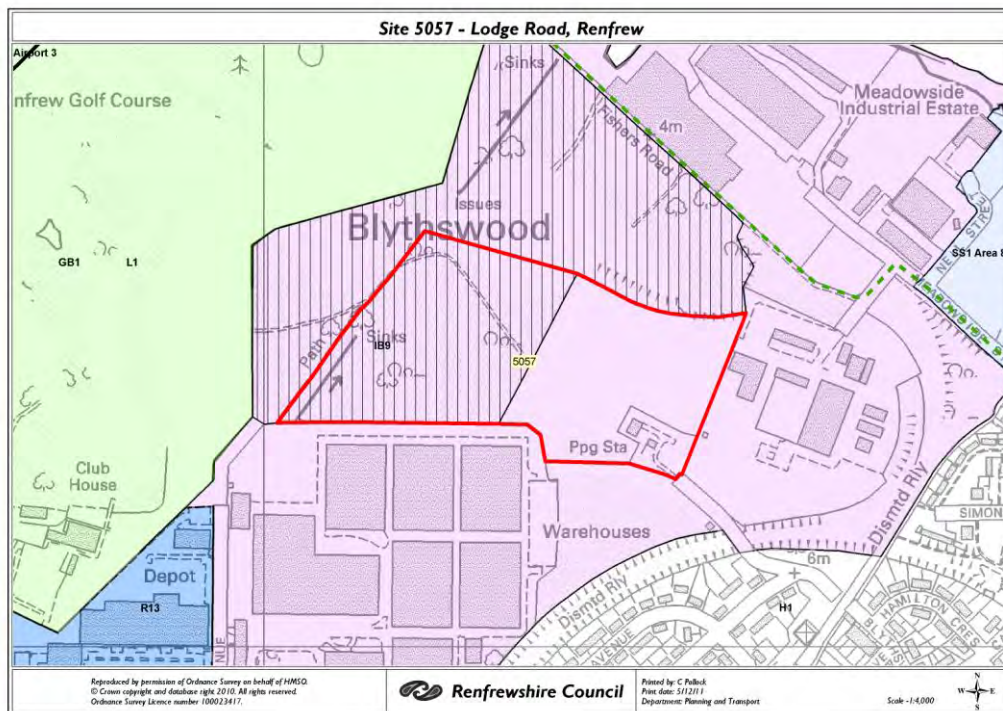 Site 5057 - Lodge Road, Renfrew
Airport 3
nfrew Golf Course
Sinks
Fishers Road
4m
Meadowside
Industrial Estate
Issues
Blythswood
GB1
L1
SS1 Area 8
Path
Sinks
IB9
5057
Ppg Sta
Club
House
Warehouses
Dismtd Rly
SIMON
Depot
R13
6m
Dismtd Rly
H1
AVENUE
HAMILTON
CRES
Reproduced by permission of Ordnance Survey on behalf of HMSO.
© Crown copyright and database right 2010. All rights reserved.
Ordnance Survey Licence number 100023417.
Renfrewshire Council
Printed by: C Pollock
Print date: 5/12/11
Department: Planning and Transport
Scale - 1:4,000
N
W E
S